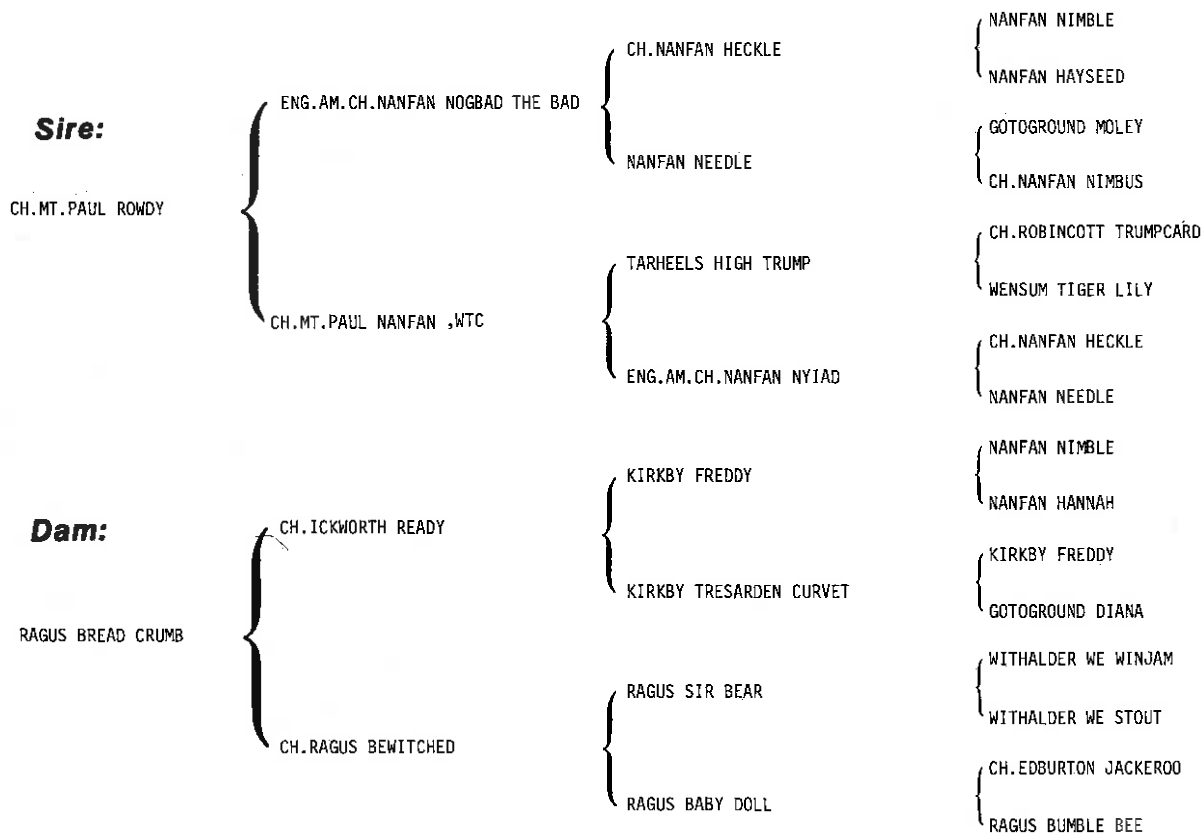 NANFAN NIMBLE
CH.NANFAN HECKLE
NANFAN HAYSEED
ENG.AM.CH.NANFAN NOGBAD THE BAD
Sire:
GOTOGROUND MOLEY
NANFAN NEEDLE
CH.NANFAN NIMBUS
CH.MT.PAUL ROWDY
CH.ROBINCOTT TRUMPCARD
TARHEELS HIGH TRUMP
WENSUM TIGER LILY
CH.MT.PAUL NANFAN ,WTC
CH.NANFAN HECKLE
ENG.AM.CH.NANFAN NYIAD
NANFAN NEEDLE
NANFAN NIMBLE
KIRKBY FREDDY
NANFAN HANNAH
Dam:
CH.ICKWORTH READY
KIRKBY FREDDY
KIRKBY TRESARDEN CURVET
GOTOGROUND DIANA
RAGUS BREAD CRUMB
WITHALDER WE WINJAM
RAGUS SIR BEAR
WITHALDER WE STOUT
CH.RAGUS BEWITCHED
CH.EDBURTON JACKEROO
RAGUS BABY DOLL
RAGUS BUMBLE BEE